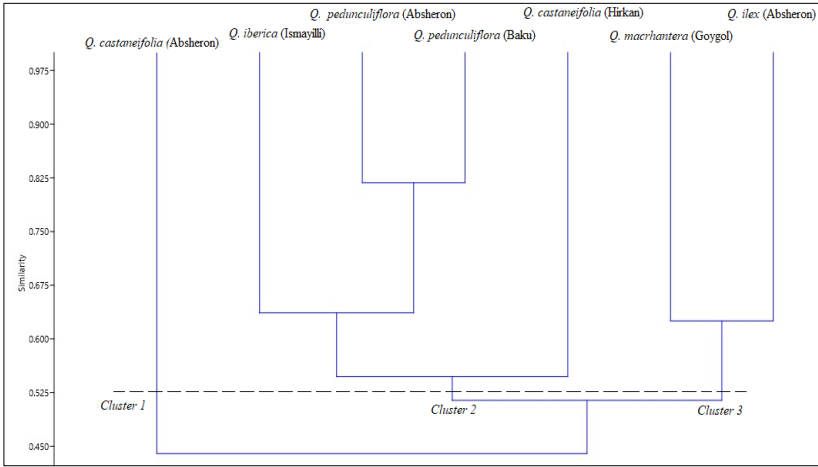 Q. pedunculiflora (Absheron)
Q. castaneifolia (Hirkan)
Q. ilex (Absheron)
Q. castaneifolia (Absheron)
Q. iberica (Ismayilli)
Q. pedunculiflora (Baku)
Q. macrhantera (Goygol)
0.975
0.900
0.825
0.750
0.675
0.600
0.525
0.450
Similarity
Cluster 1
Cluster 2
Cluster 3